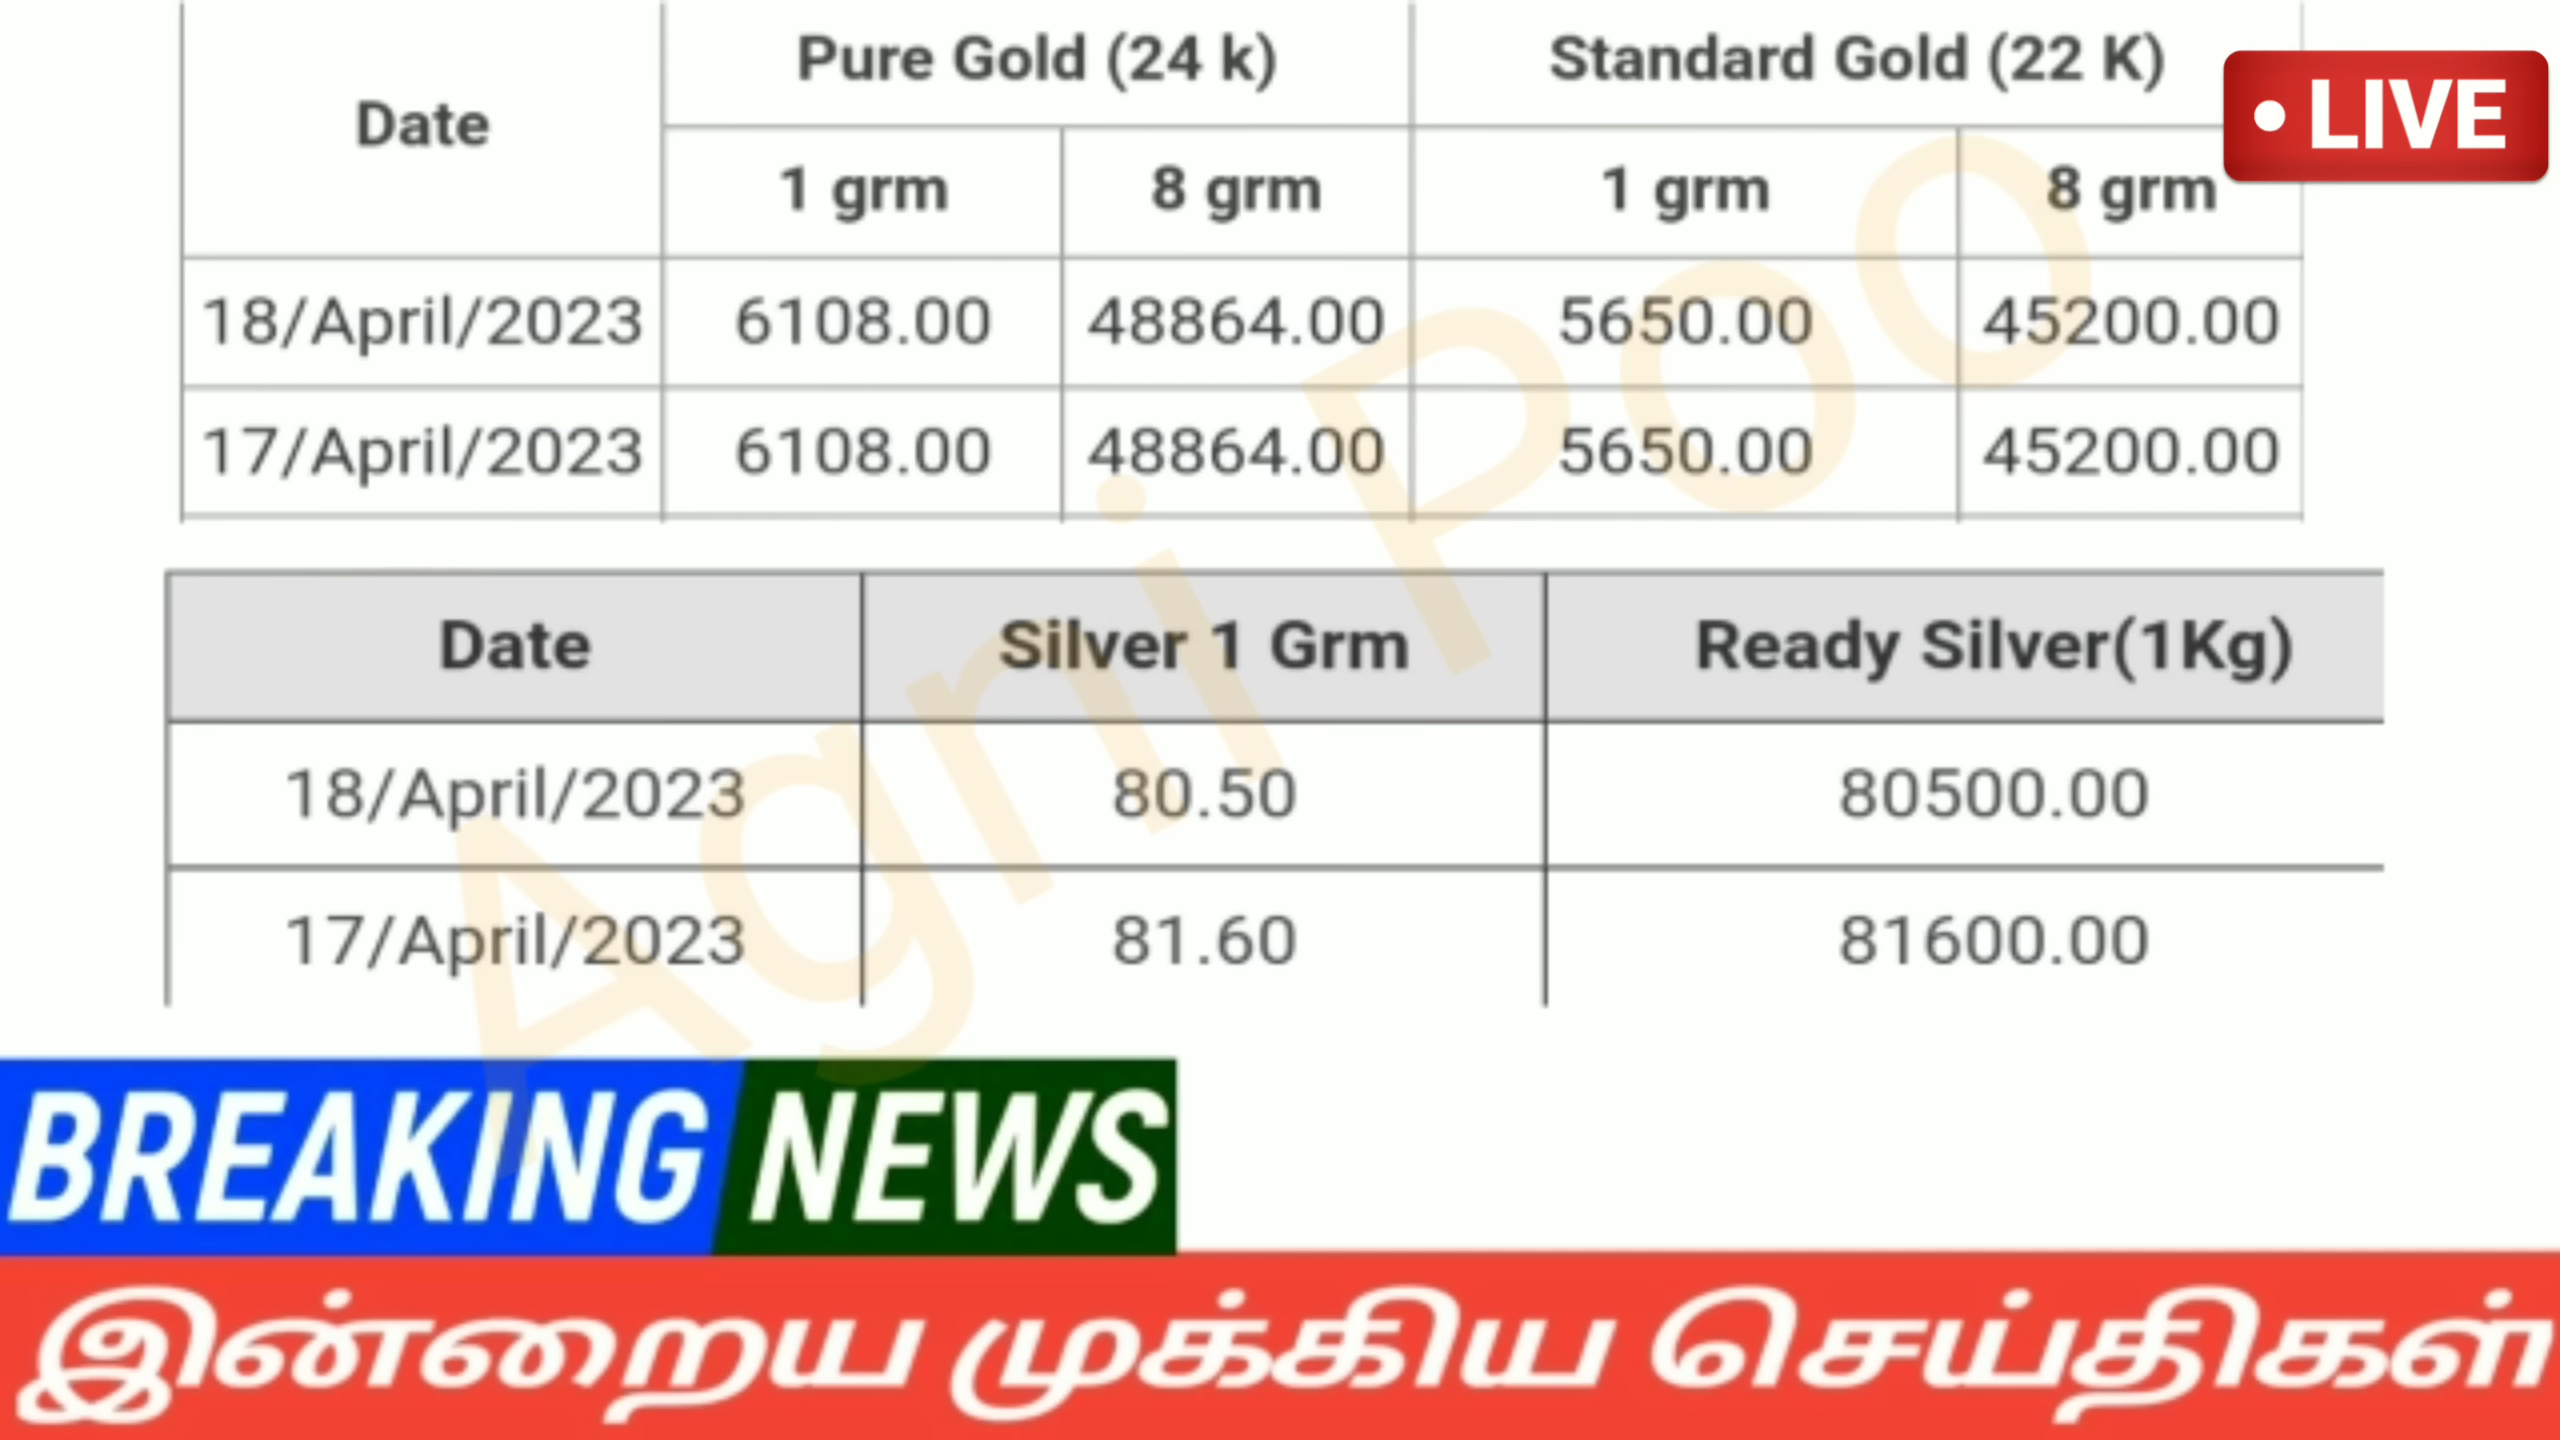 Pure Gold (24 k) Standard Gold (22 K)
• LIVE
Date
1 grm 8 grm 1 grm 8 grm
18/April/2023 6108.00 48864.00 5650.00 45200.00
17/April/2023 6108.00 48864.00 5650.00 45200.00
Date Silver 1 Grm Ready Silver(1Kg)
18/April/2023 80.50 80500.00
17/April/2023 81.60 81600.00
Agni Poo
BREAKING NEWS
இன்றைய முக்கிய செய்திகள்